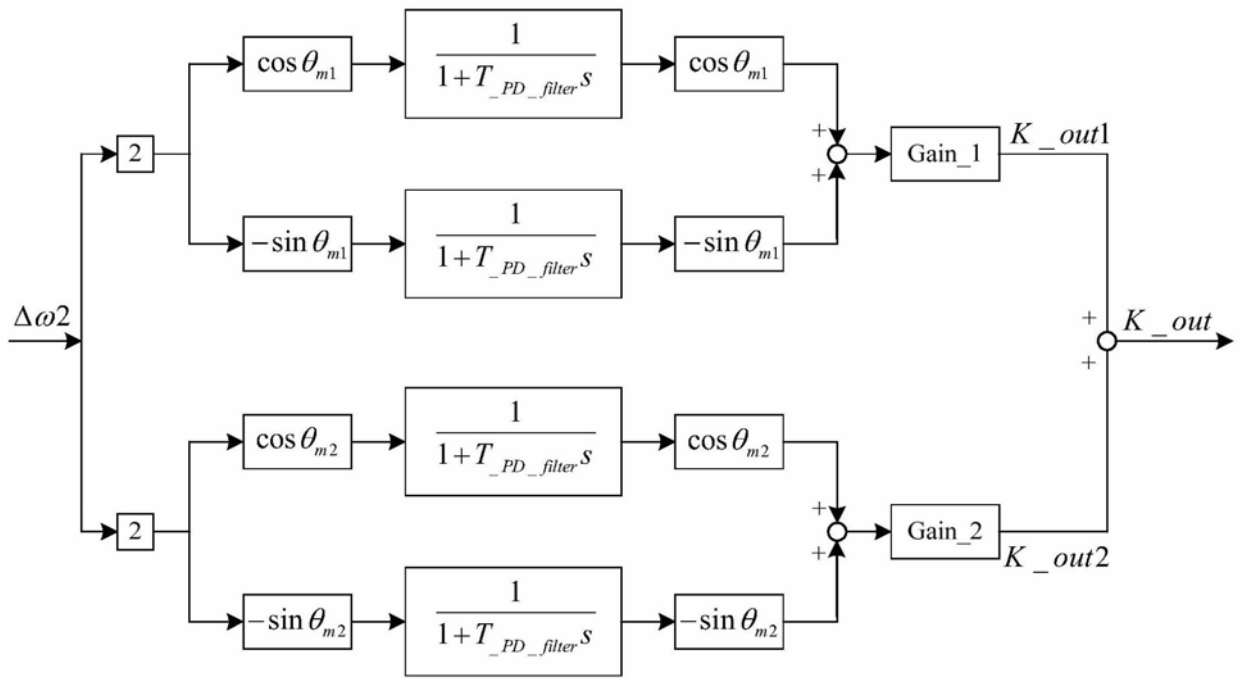 cos θm1
1
1+T_PD_filter s
cos θm1
2
+
+
Gain_1
K_out1
−sin θm1
1
1+T_PD_filter s
−sin θm1
Δω2
+
+
K_out
cos θm2
1
1+T_PD_filter s
cos θm2
2
+
+
Gain_2
K_out2
−sin θm2
1
1+T_PD_filter s
−sin θm2